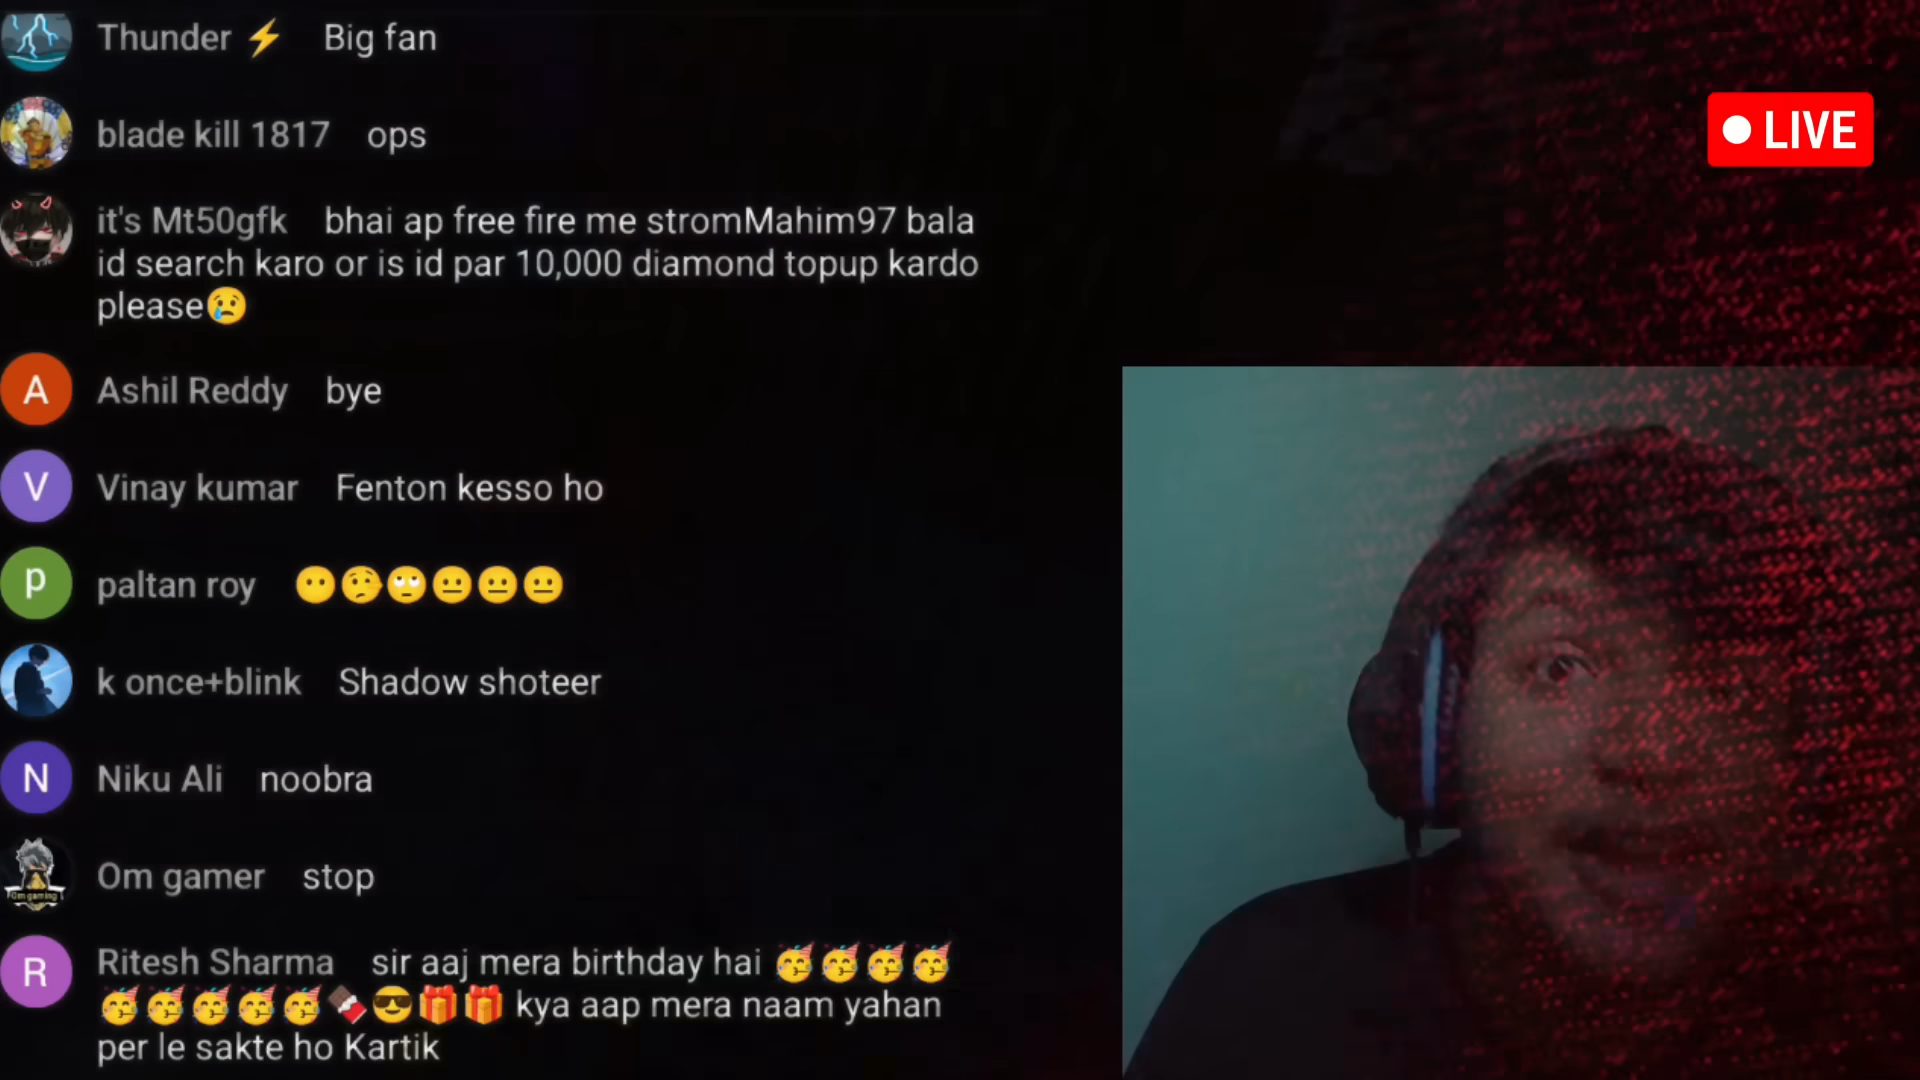 Thunder ⚡ Big fan
LIVE
blade kill 1817 ops
it's Mt50gfk bhai ap free fire me stromMahim97 bala
id search karo or is id par 10,000 diamond topup kardo
please😢
A Ashil Reddy bye
V Vinay kumar Fenton kesso ho
p paltan roy 😶🤥🙄😐😐😐
k once+blink Shadow shoteer
N Niku Ali noobra
Om gamer stop
R Ritesh Sharma sir aaj mera birthday hai 🥳🥳🥳🥳
🥳🥳🥳🥳🥳🍫😎🎁🎁 kya aap mera naam yahan
per le sakte ho Kartik